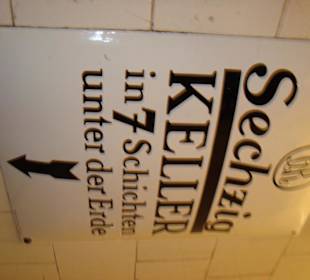 Sechzig
KELLER
in 7 Schichten
unter der Erde